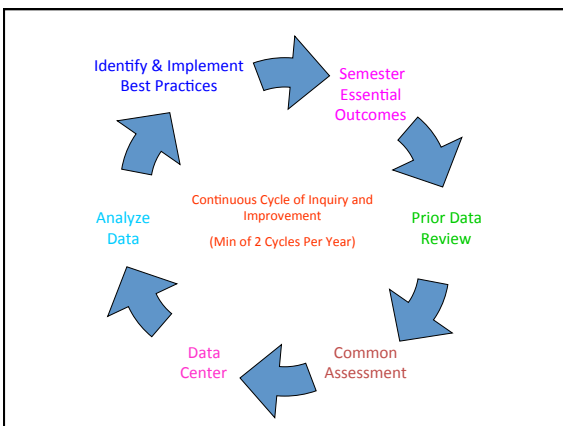 Identify & Implement
Best Practices
Semester
Essential
Outcomes
Prior Data
Review
Common
Assessment
Data
Center
Analyze
Data
Continuous Cycle of Inquiry and
Improvement
(Min of 2 Cycles Per Year)